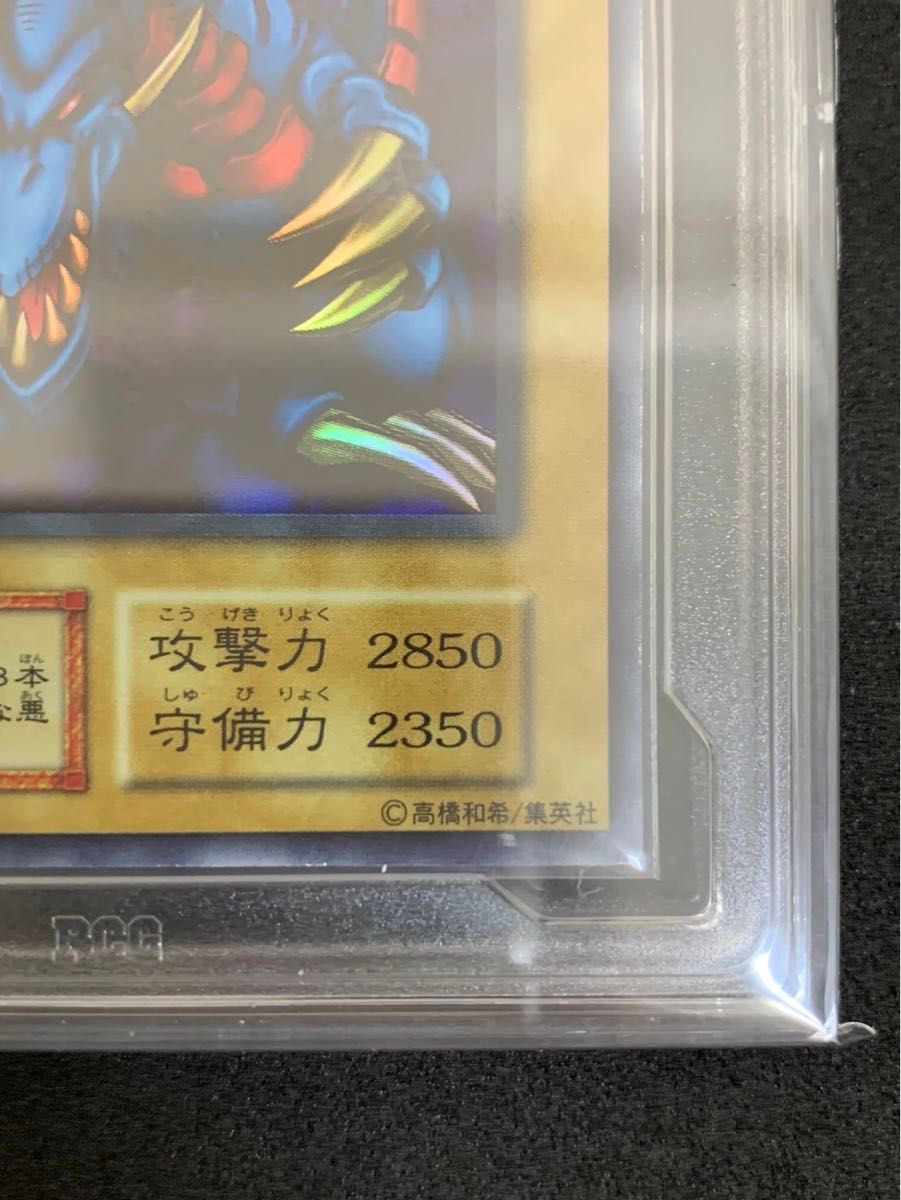 こう げき りょく
攻撃力 2850
しゅ び りょく
守備力 2350
ほん
3本
あく
な悪
©高橋和希/集英社